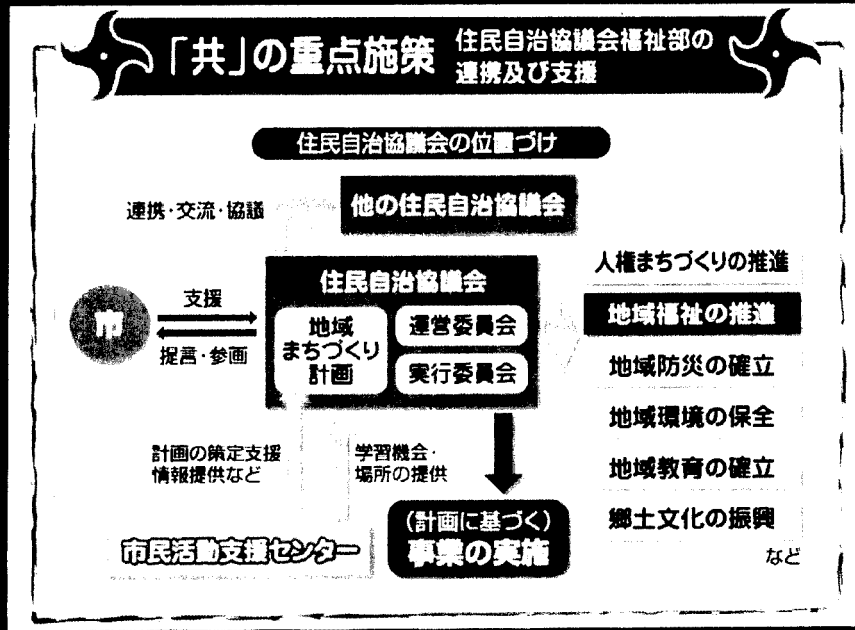 「共」の重点施策
住民自治協議会福祉部の
連携及び支援
住民自治協議会の位置づけ
連携・交流・協議
他の住民自治協議会
住民自治協議会
地域
まちづくり
計画
運営委員会
実行委員会
市
支援
提言・参画
人権まちづくりの推進
地域福祉の推進
地域防災の確立
地域環境の保全
地域教育の確立
郷土文化の振興
など
計画の策定支援
情報提供など
学習機会・
場所の提供
市民活動支援センター
(計画に基づく)
事業の実施